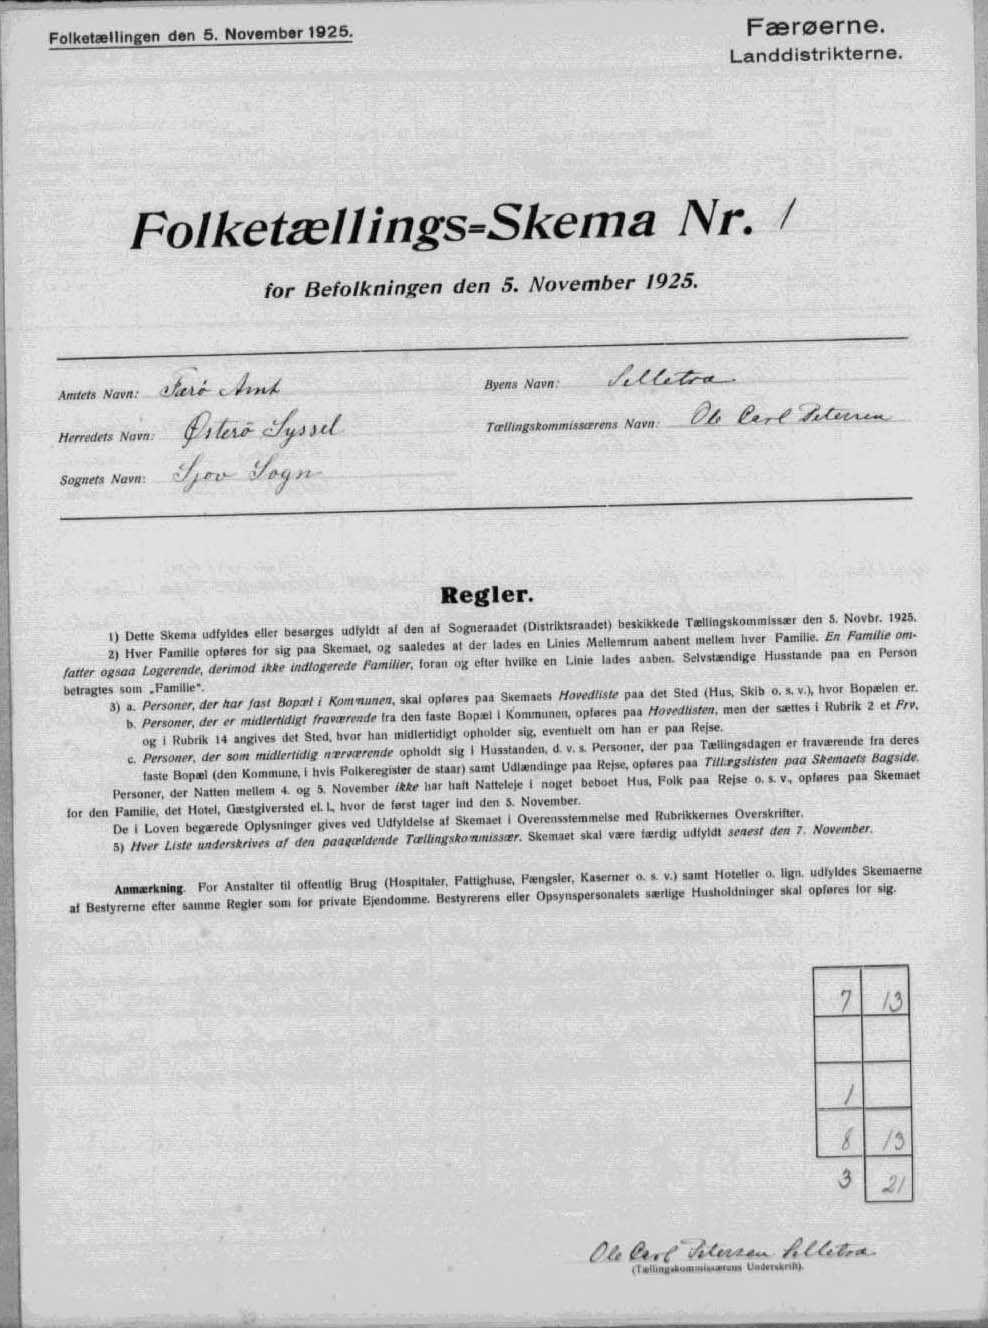 Folketællingen den 5. November 1925.
Færøerne.
Landdistrikterne.
Folketællings=Skema Nr. 1
for Befolkningen den 5. November 1925.
Amtets Navn: Færö Amt
Byens Navn: Selletræ
Herredets Navn: Østerö Syssel
Tællingskommissærens Navn: Ole Carl Petersen
Sognets Navn: Sjov Sogn
Regler.
1) Dette Skema udfyldes eller besørges udfyldt af den af Sogneraadet (Distriktsraadet) beskikkede Tællingskommissær den 5. Novbr. 1925.
2) Hver Familie opføres for sig paa Skemaet, og saaledes at der lades en Linies Mellemrum aabent mellem hver Familie. En Familie om-
fatter ogsaa Logerende, derimod ikke indlogerede Familier, foran og efter hvilke en Linie lades aaben. Selvstændige Husstande paa en Person
betragtes som „Familie“.
3) a. Personer, der har fast Bopæl i Kommunen, skal opføres paa Skemaets Hovedliste paa det Sted (Hus, Skib o. s. v.), hvor Bopælen er.
b. Personer, der er midlertidigt fraværende fra den faste Bopæl i Kommunen, opføres paa Hovedlisten, men der sættes i Rubrik 2 et Frv,
og i Rubrik 14 angives det Sted, hvor han midlertidigt opholder sig, eventuelt om han er paa Rejse.
c. Personer, der som midlertidig nærværende opholdt sig i Husstanden, d. v. s. Personer, der paa Tællingsdagen er fraværende fra deres
faste Bopæl (den Kommune, i hvis Folkeregister de staar) samt Udlændinge paa Rejse, opføres paa Tillægslisten paa Skemaets Bagside.
Personer, der Natten mellem 4. og 5. November ikke har haft Natteleje i noget beboet Hus, Folk paa Rejse o. s. v., opføres paa Skemaet
for den Familie, det Hotel, Gæstgiversted el. l., hvor de først tager ind den 5. November.
De i Loven begærede Oplysninger gives ved Udfyldelse af Skemaet i Overensstemmelse med Rubrikkernes Overskrifter.
5) Hver Liste underskrives af den paagældende Tællingskommissær. Skemaet skal være færdig udfyldt senest den 7. November.
Anmærkning. For Anstalter til offentlig Brug (Hospitaler, Fattighuse, Fængsler, Kaserner o. s. v.) samt Hoteller o. lign. udfyldes Skemaerne
af Bestyrerne efter samme Regler som for private Ejendomme. Bestyrerens eller Opsynspersonalets særlige Husholdninger skal opføres for sig.
7 13
1
8 13
3 21
Ole Carl Petersen Selletræ
(Tællingskommissærens Underskrift).